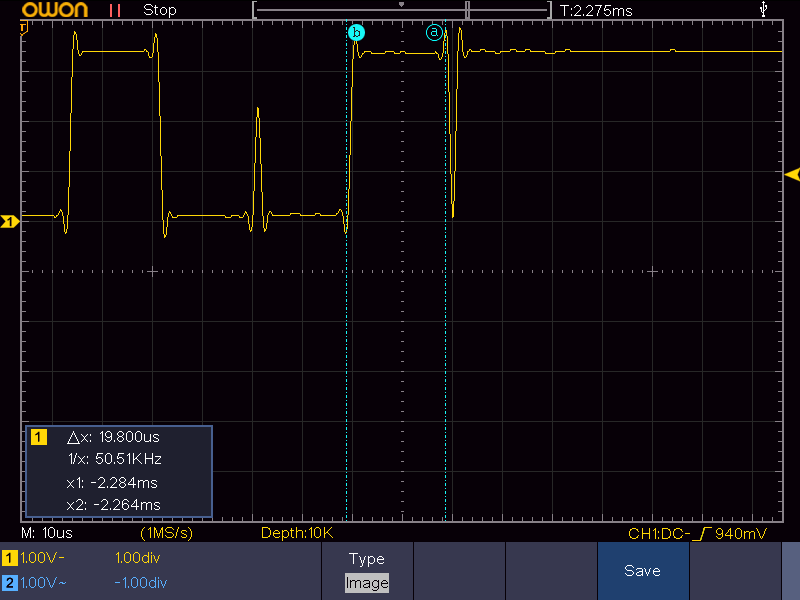 OWON Stop T:2.275ms
T
b a
1
1 △x: 19.800us
1/x: 50.51KHz
x1: -2.284ms
x2: -2.264ms
M: 10us (1MS/s) Depth:10K CH1:DC- 940mV
1 1.00V- 1.00div
2 1.00V~ -1.00div
Type
Image
Save